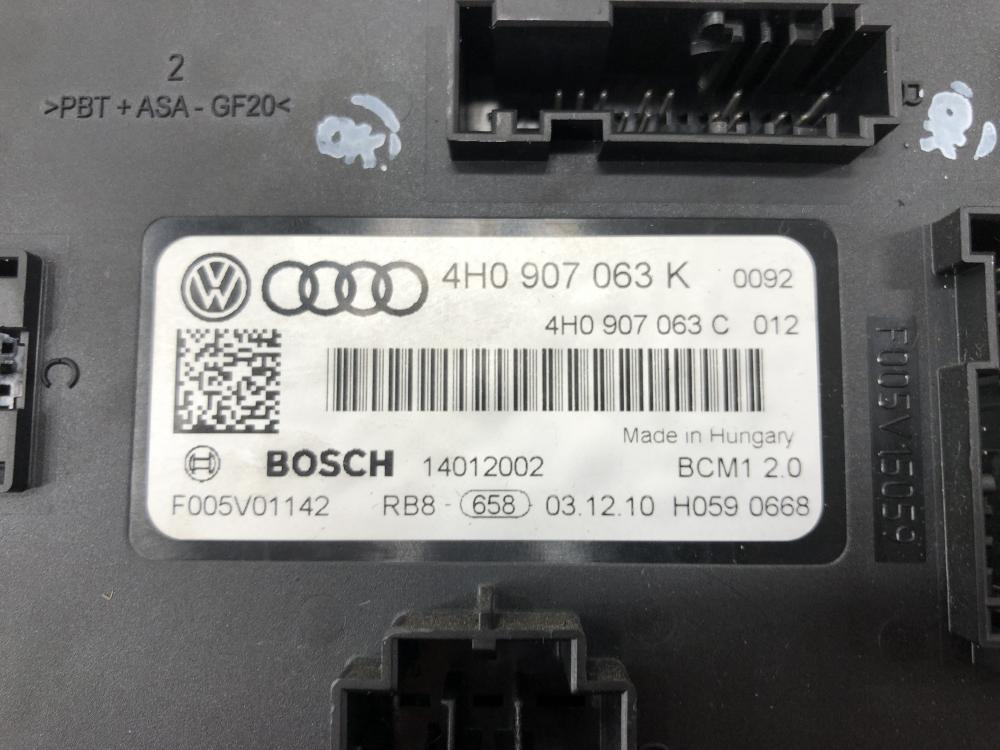 2
>PBT + ASA - GF20<
D
C
4H0 907 063 K 0092
4H0 907 063 C 012
Made in Hungary
BOSCH 14012002 BCM1 2.0
F005V01142 RB8 - 658 03.12.10 H059 0668
F005V15059